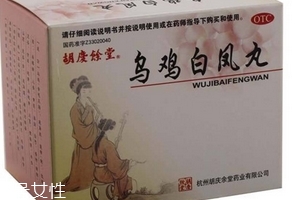 请仔细阅读说明书并按说明使用或在药师指导下购买和使用。
OTC
国药准字Z33020040
胡庆馀堂®
乌鸡白凤丸
WUJIBAIFENGWAN
杭州胡庆余堂药业有限公司
女性